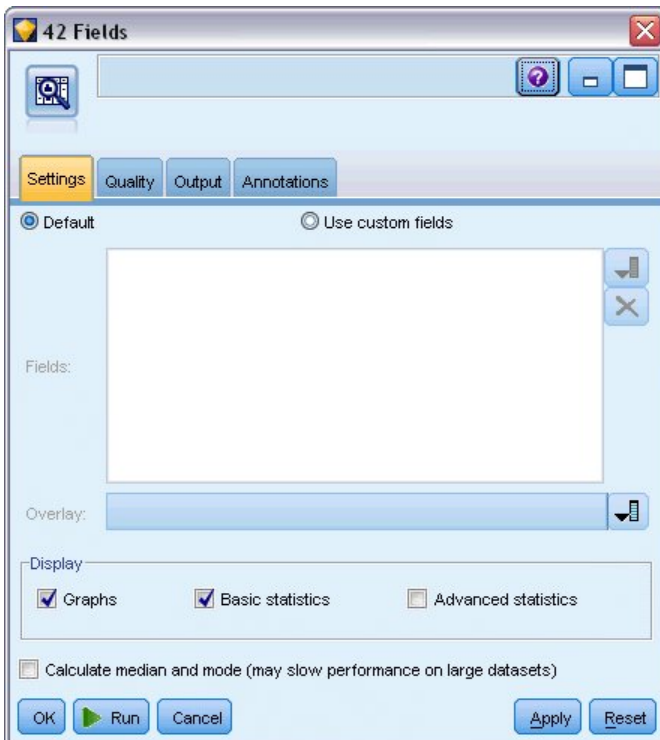 42 Fields
?
Settings Quality Output Annotations
Default Use custom fields
Fields:
Overlay:
Display
Graphs Basic statistics Advanced statistics
Calculate median and mode (may slow performance on large datasets)
OK Run Cancel Apply Reset